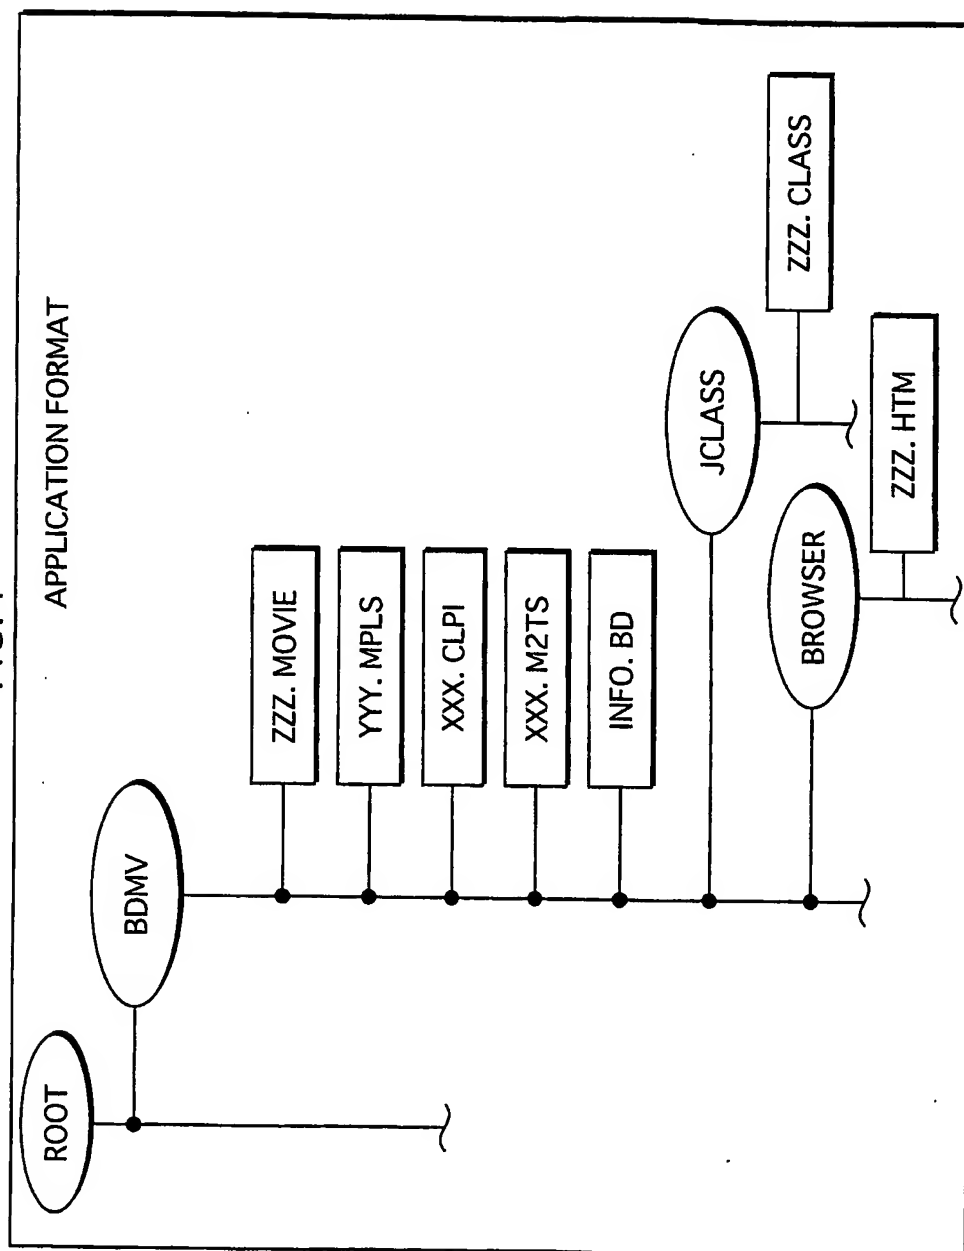 APPLICATION FORMAT
ROOT
BDMV
ZZZ. MOVIE
YYY. MPLS
XXX. CLPI
XXX. M2TS
INFO. BD
JCLASS
ZZZ. CLASS
BROWSER
ZZZ. HTM